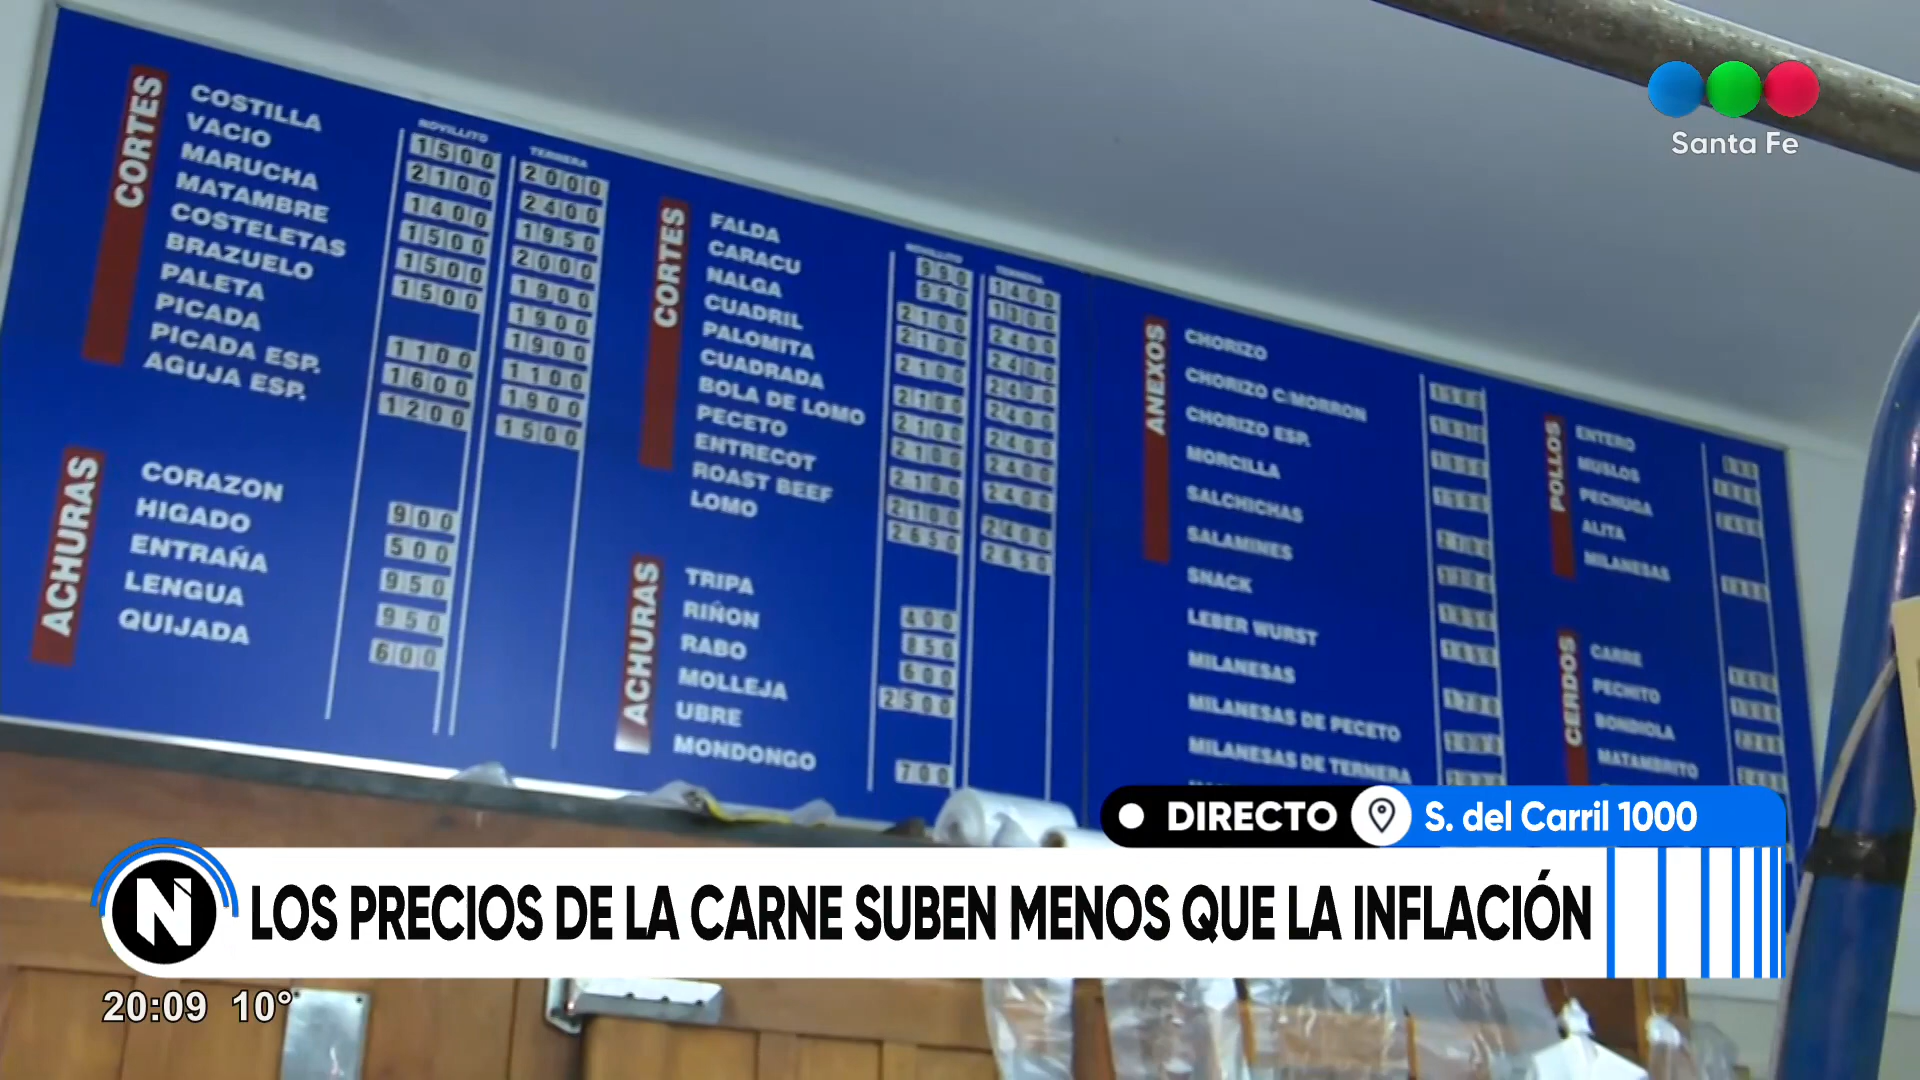 CORTES
NOVILLITO TERNERA
COSTILLA 1500 2000
VACIO 2100 2400
MARUCHA 1400 1950
MATAMBRE 1500 2000
COSTELETAS 1500 1900
BRAZUELO 1500 1900
PALETA 1900
PICADA 1100 1100
PICADA ESP. 1600 1900
AGUJA ESP. 1200 1500
ACHURAS
CORAZON 900
HIGADO 500
ENTRAÑA 950
LENGUA 950
QUIJADA 600
CORTES
NOVILLITO TERNERA
FALDA 990 1400
CARACU 990 1300
NALGA 2100 2400
CUADRIL 2100 2400
PALOMITA 2100 2400
CUADRADA 2100 2400
BOLA DE LOMO 2100 2400
PECETO 2100 2400
ENTRECOT 2100 2400
ROAST BEEF 2100 2400
LOMO 2650 2650
ACHURAS
TRIPA 400
RIÑON 850
RABO 600
MOLLEJA 2500
UBRE
MONDONGO 700
ANEXOS
CHORIZO
CHORIZO C/MORRON
CHORIZO ESP.
MORCILLA
SALCHICHAS
SALAMINES
SNACK
LEBER WURST
MILANESAS
MILANESAS DE PECETO
MILANESAS DE TERNERA
POLLOS
ENTERO
MUSLOS
PECHUGA
ALITA
MILANESAS
CERDOS
CARRE
PECHITO
BONDIOLA
MATAMBRITO
Santa Fe
DIRECTO S. del Carril 1000
N LOS PRECIOS DE LA CARNE SUBEN MENOS QUE LA INFLACIÓN
20:09 10°